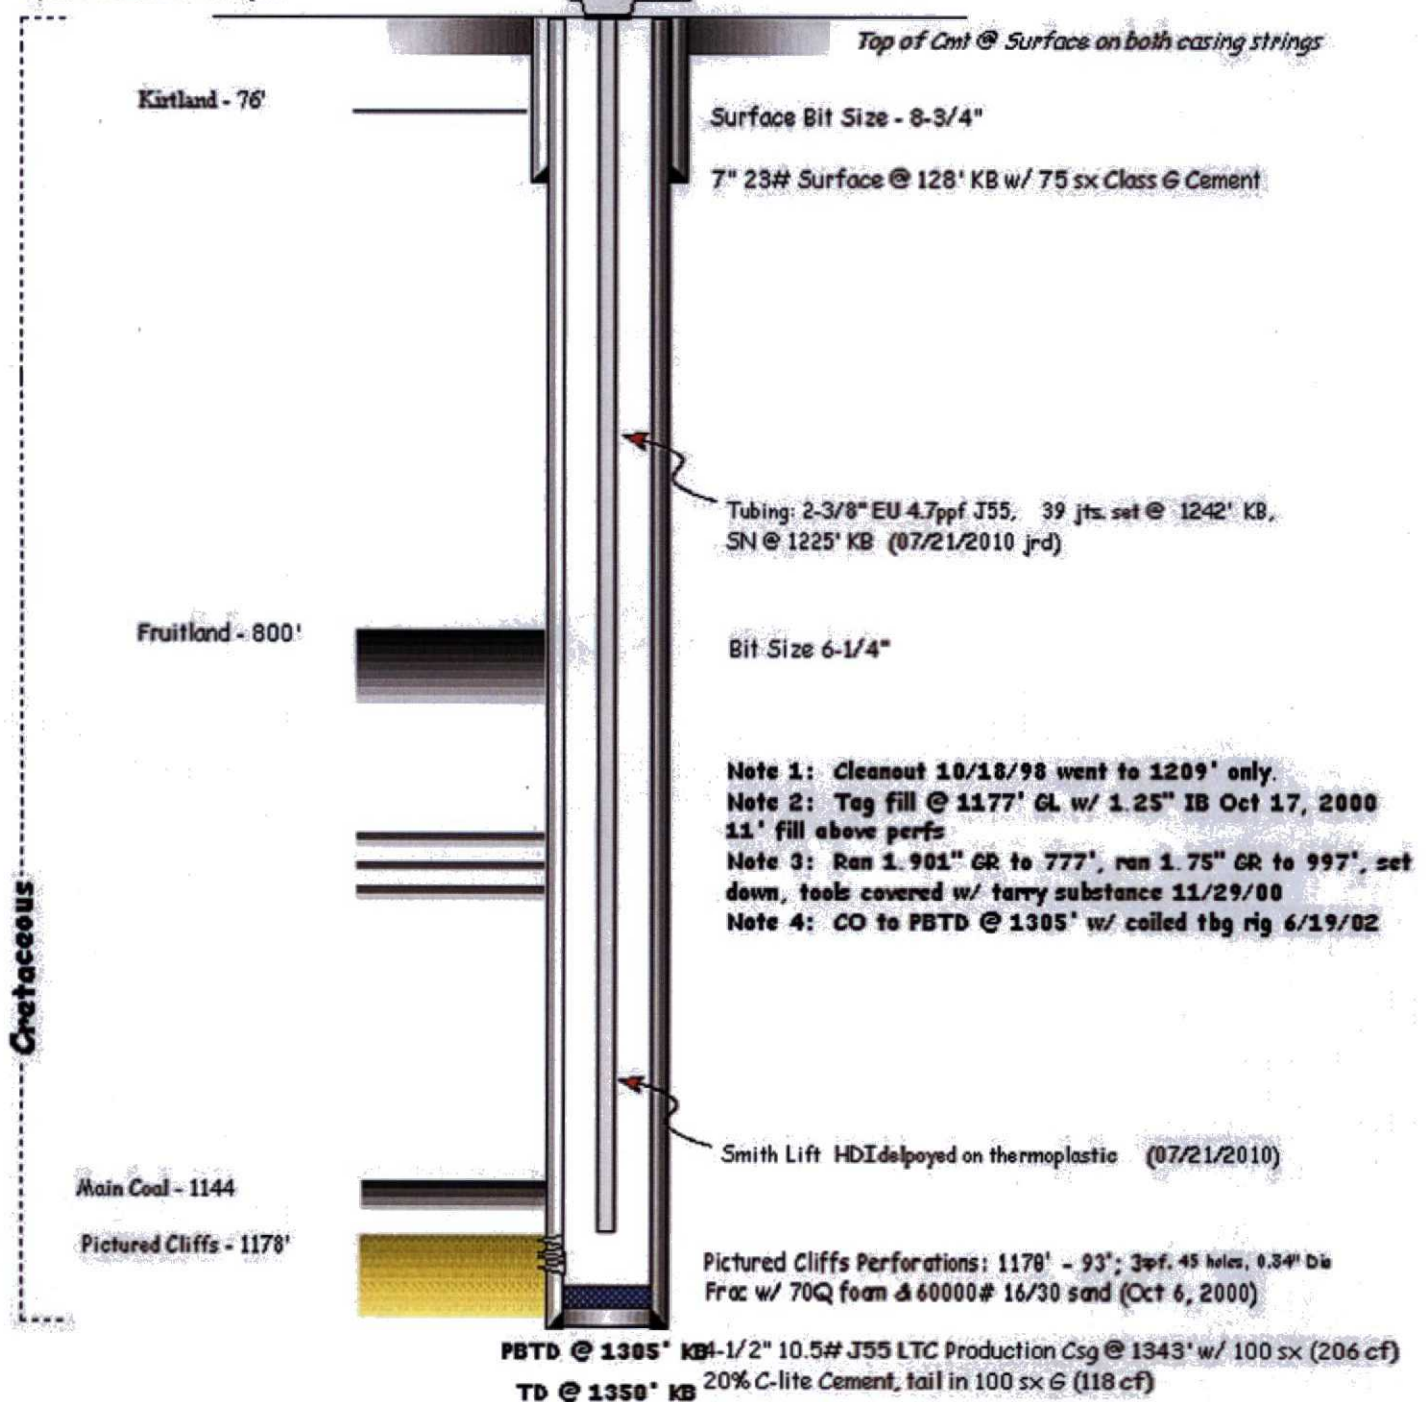 Top of Cmt @ Surface on both casing strings
Kirtland - 76'
Surface Bit Size - 8-3/4"
7" 23# Surface @ 128' KB w/ 75 sx Class G Cement
Tubing: 2-3/8" EU 4.7ppf J55, 39 jts. set @ 1242' KB,
SN @ 1225' KB (07/21/2010 jrd)
Fruitland - 800'
Bit Size 6-1/4"
Note 1: Cleanout 10/18/98 went to 1209' only.
Note 2: Tag fill @ 1177' GL w/ 1.25" IB Oct 17, 2000
11' fill above perfs
Note 3: Ran 1.901" GR to 777', ran 1.75" GR to 997', set
down, tools covered w/ tarry substance 11/29/00
Note 4: CO to PBTD @ 1305' w/ coiled tbg rig 6/19/02
Cretaceous
Smith Lift HDI delpoyed on thermoplastic (07/21/2010)
Main Coal - 1144
Pictured Cliffs - 1178'
Pictured Cliffs Perforations: 1178' - 93'; 3spf, 45 holes, 0.34" Dia
Frac w/ 70Q foam & 60000# 16/30 sand (Oct 6, 2000)
PBTD @ 1305' KB
4-1/2" 10.5# J55 LTC Production Csg @ 1343' w/ 100 sx (206 cf)
TD @ 1350' KB
20% C-lite Cement, tail in 100 sx G (118 cf)